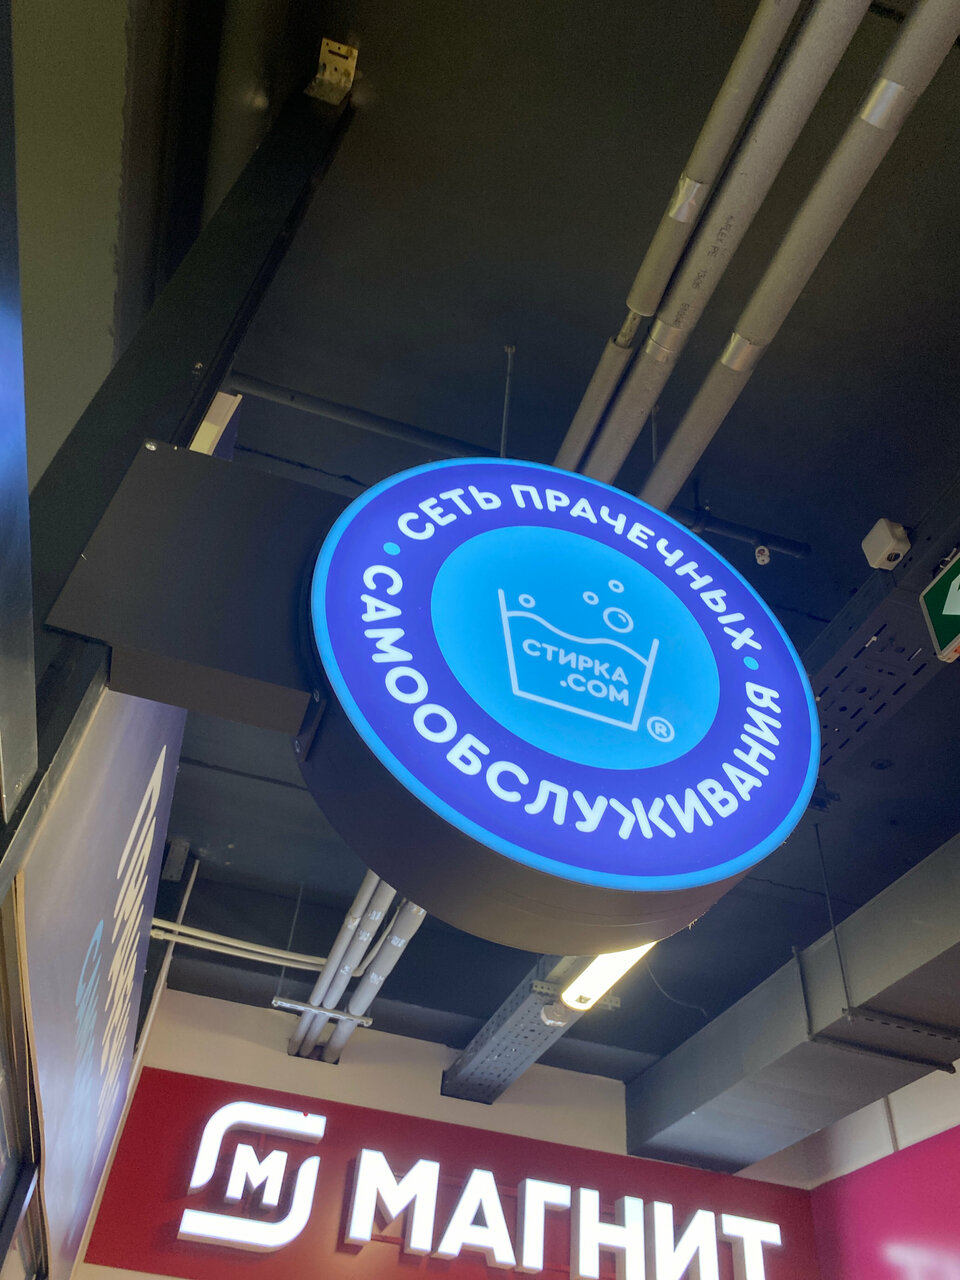 СЕТЬ ПРАЧЕЧНЫХ
САМООБСЛУЖИВАНИЯ
СТИРКА
.COM
®
М
МАГНИТ